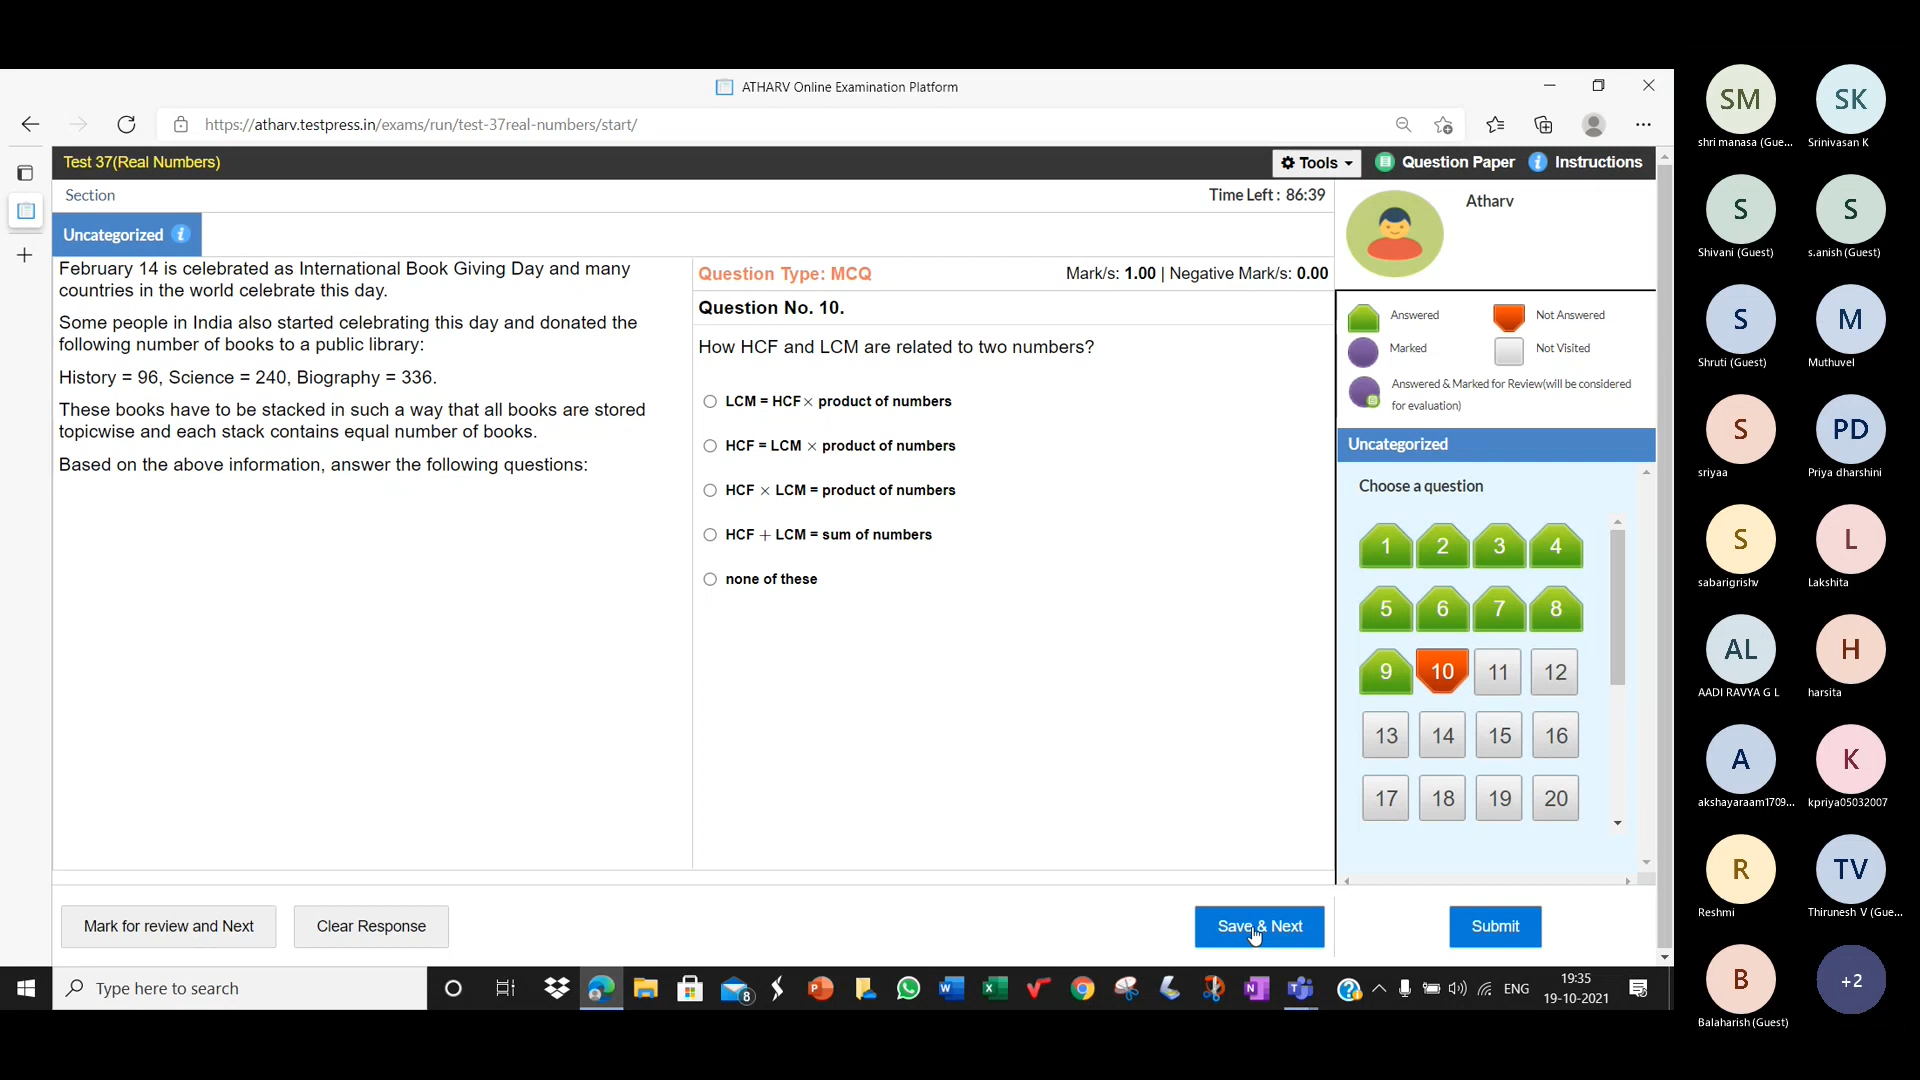 ATHARV Online Examination Platform
https://atharv.testpress.in/exams/run/test-37real-numbers/start/
Test 37(Real Numbers)
Tools
Question Paper
i Instructions
Section
Time Left : 86:39
Uncategorized i
February 14 is celebrated as International Book Giving Day and many
countries in the world celebrate this day.
Some people in India also started celebrating this day and donated the
following number of books to a public library:
History = 96, Science = 240, Biography = 336.
These books have to be stacked in such a way that all books are stored
topicwise and each stack contains equal number of books.
Based on the above information, answer the following questions:
Question Type: MCQ
Mark/s: 1.00 | Negative Mark/s: 0.00
Question No. 10.
How HCF and LCM are related to two numbers?
LCM = HCF × product of numbers
HCF = LCM × product of numbers
HCF × LCM = product of numbers
HCF + LCM = sum of numbers
none of these
Atharv
Answered
Not Answered
Marked
Not Visited
Answered & Marked for Review(will be considered
for evaluation)
Uncategorized
Choose a question
1 2 3 4
5 6 7 8
9 10 11 12
13 14 15 16
17 18 19 20
Mark for review and Next
Clear Response
Save & Next
Submit
Type here to search
8
ENG
19:35
19-10-2021
SM
shri manasa (Gue...
SK
Srinivasan K
S
Shivani (Guest)
S
s.anish (Guest)
S
Shruti (Guest)
M
Muthuvel
S
sriyaa
PD
Priya dharshini
S
sabarigrishv
L
Lakshita
AL
AADI RAVYA G L
H
harsita
A
akshayaraam1709...
K
kpriya05032007
R
Reshmi
TV
Thirunesh V (Gue...
B
Balaharish (Guest)
+2